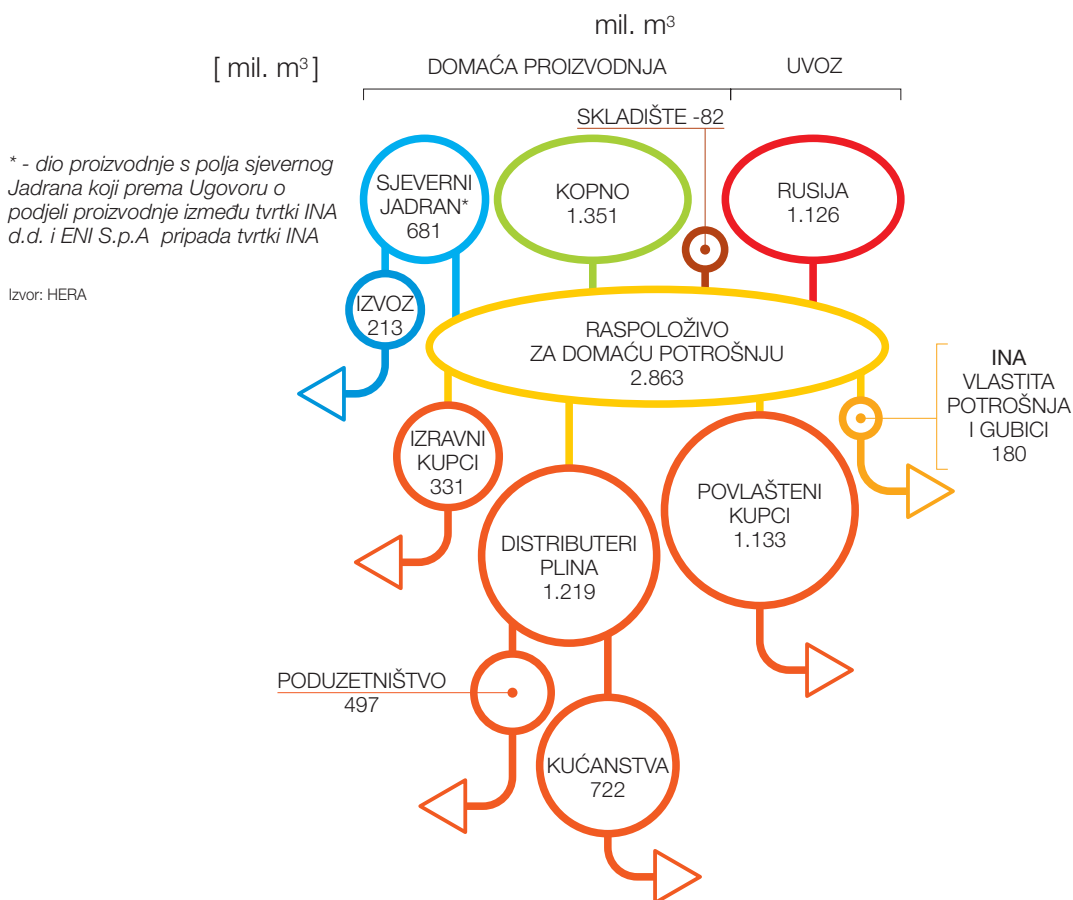 mil. m³
[ mil. m³ ]
DOMAĆA PROIZVODNJA
UVOZ
SKLADIŠTE -82
* - dio proizvodnje s polja sjevernog
Jadrana koji prema Ugovoru o
podjeli proizvodnje između tvrtki INA
d.d. i ENI S.p.A  pripada tvrtki INA
Izvor: HERA
SJEVERNI
JADRAN*
681
KOPNO
1.351
RUSIJA
1.126
IZVOZ
213
RASPOLOŽIVO
ZA DOMAĆU POTROŠNJU
2.863
INA
VLASTITA
POTROŠNJA
I GUBICI
180
IZRAVNI
KUPCI
331
DISTRIBUTERI
PLINA
1.219
POVLAŠTENI
KUPCI
1.133
PODUZETNIŠTVO
497
KUĆANSTVA
722